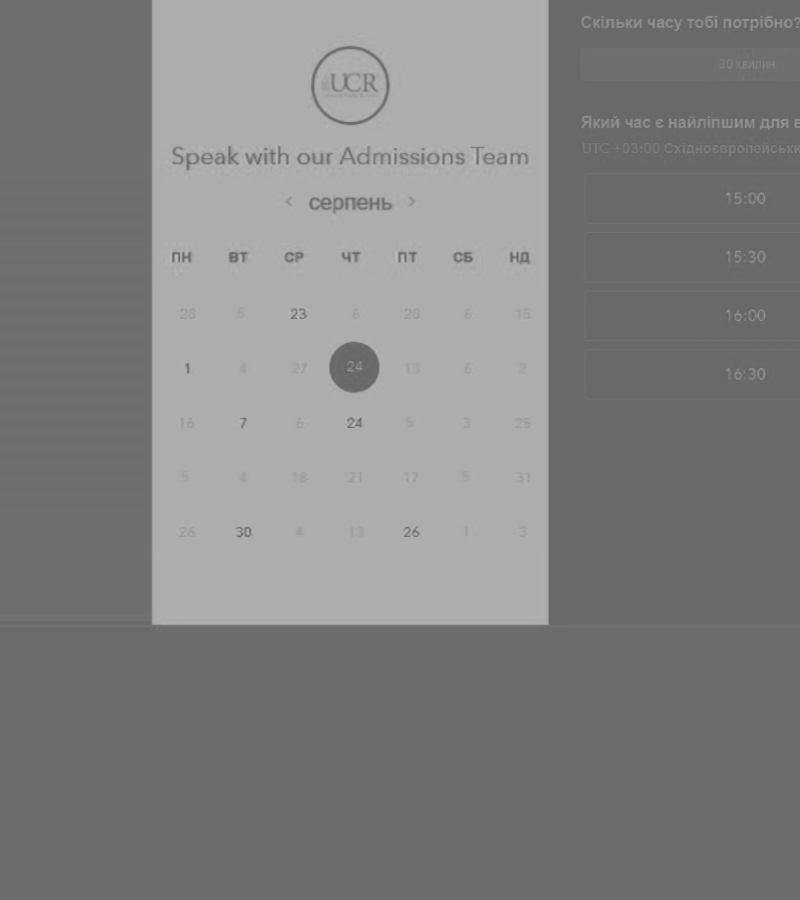 UCR
Speak with our Admissions Team
< серпень >
ПН ВТ СР ЧТ ПТ СБ НД
28 5 23 6 28 6 15
1 4 27 24 13 6 2
16 7 6 24 5 3 25
5 4 18 21 17 5 31
26 30 4 13 26 1 3
Скільки часу тобі потрібно?
30 хвилин
Який час є найліпшим для
UTC +03:00
15:00
15:30
16:00
16:30